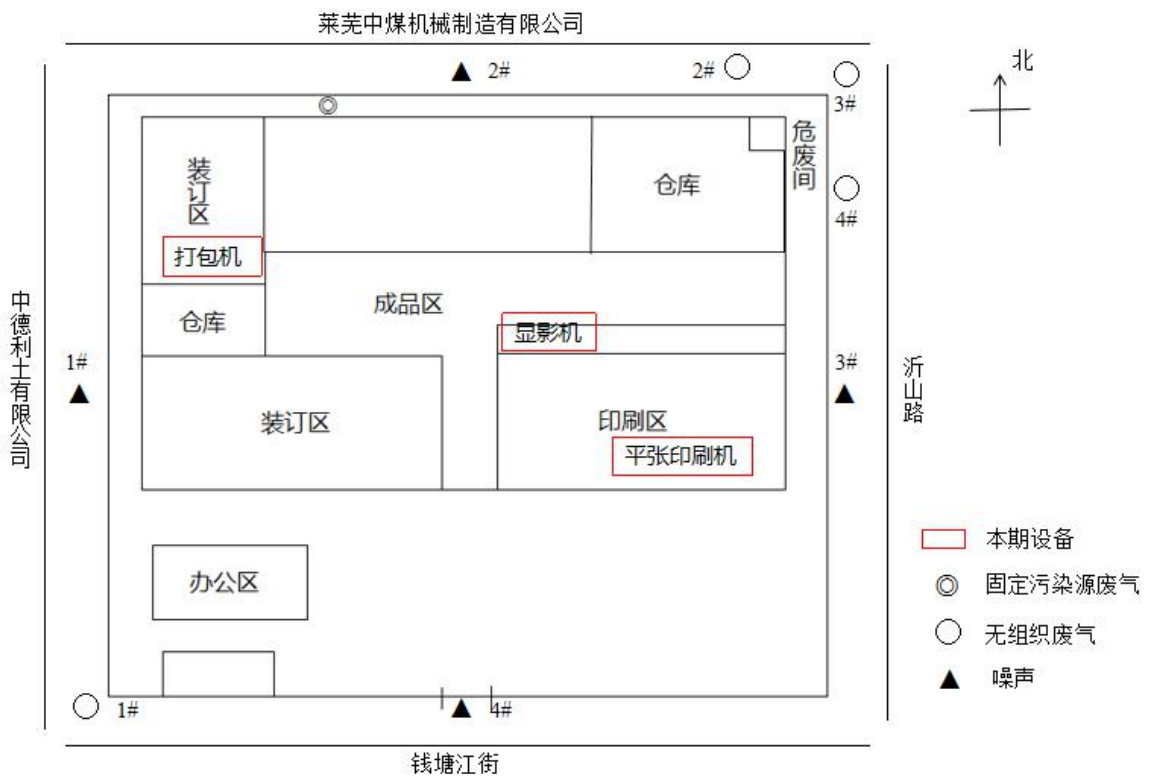 莱芜中煤机械制造有限公司
北
2#
2#
3#
危废间
装订区
仓库
4#
打包机
中德利士有限公司
成品区
仓库
显影机
1#
3#
沂山路
装订区
印刷区
平张印刷机
本期设备
办公区
固定污染源废气
无组织废气
噪声
1#
4#
钱塘江街